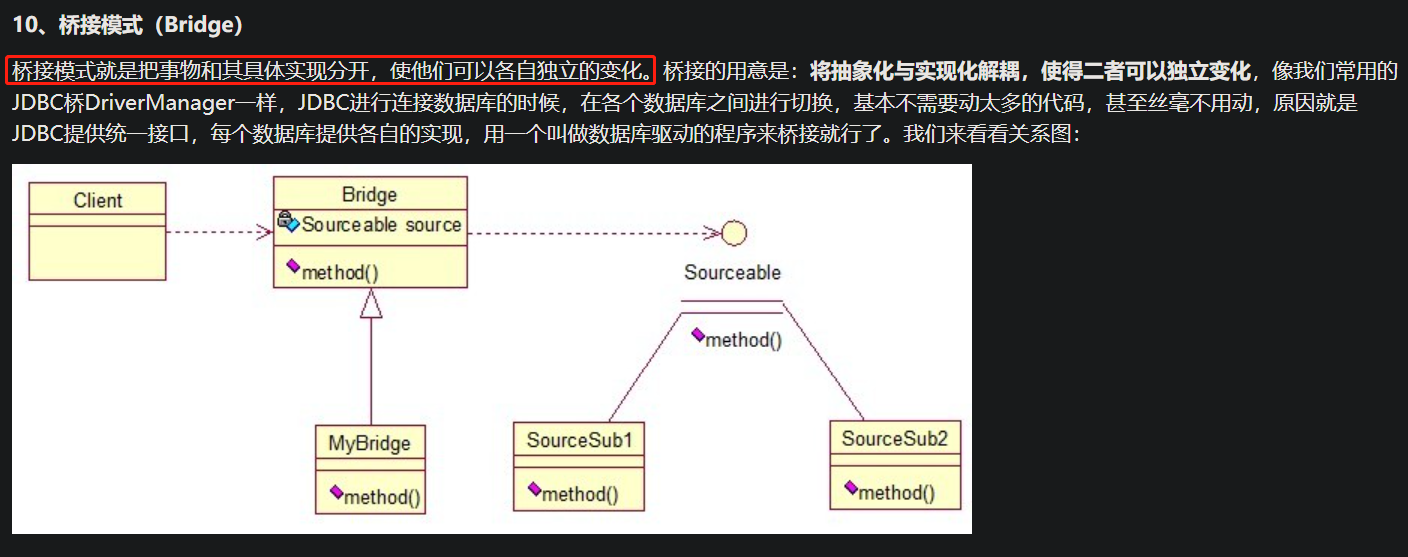 10、桥接模式（Bridge）
桥接模式就是把事物和其具体实现分开，使他们可以各自独立的变化。桥接的用意是：将抽象化与实现化解耦，使得二者可以独立变化，像我们常用的
JDBC桥DriverManager一样，JDBC进行连接数据库的时候，在各个数据库之间进行切换，基本不需要动太多的代码，甚至丝毫不用动，原因就是
JDBC提供统一接口，每个数据库提供各自的实现，用一个叫做数据库驱动的程序来桥接就行了。我们来看看关系图：
Client
Bridge
Sourceable source
method()
Sourceable
method()
MyBridge
method()
SourceSub1
method()
SourceSub2
method()